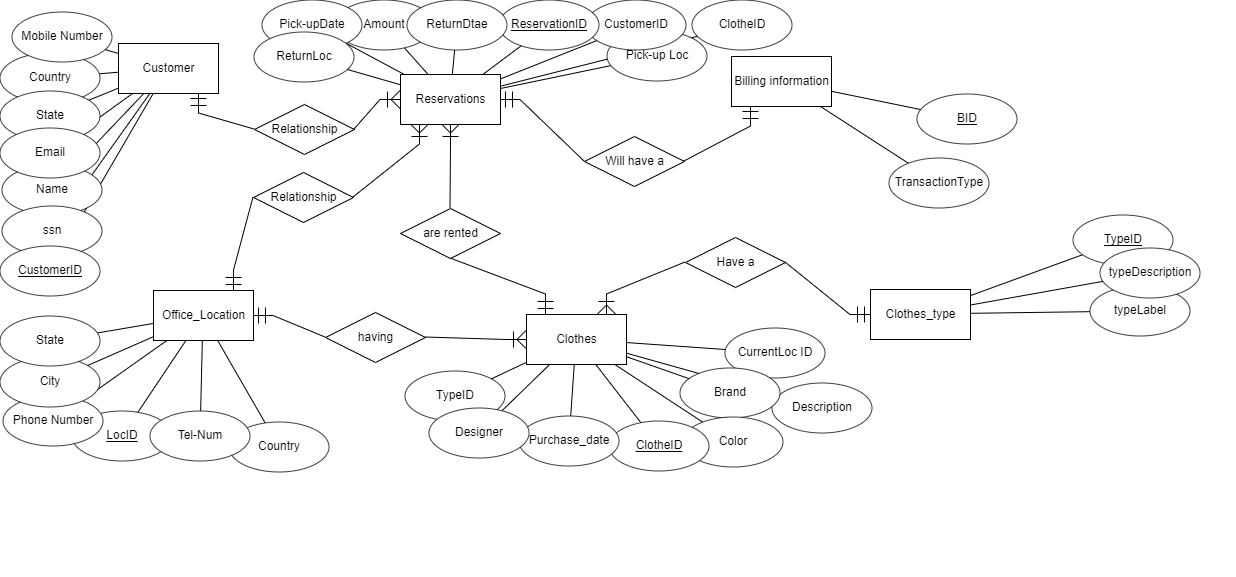 Pick-upDate
Amount
ReturnDtae
ReservationID
CustomerID
ClotheID
Mobile Number
ReturnLoc
Pick-up Loc
Customer
Country
Billing information
Reservations
State
BID
Relationship
Email
Will have a
TransactionType
Name
Relationship
ssn
are rented
TypeID
CustomerID
Have a
typeDescription
Office_Location
Clothes_type
typeLabel
having
Clothes
State
CurrentLoc ID
City
TypeID
Brand
Description
Phone Number
LocID
Tel-Num
Country
Designer
Purchase_date
ClotheID
Color